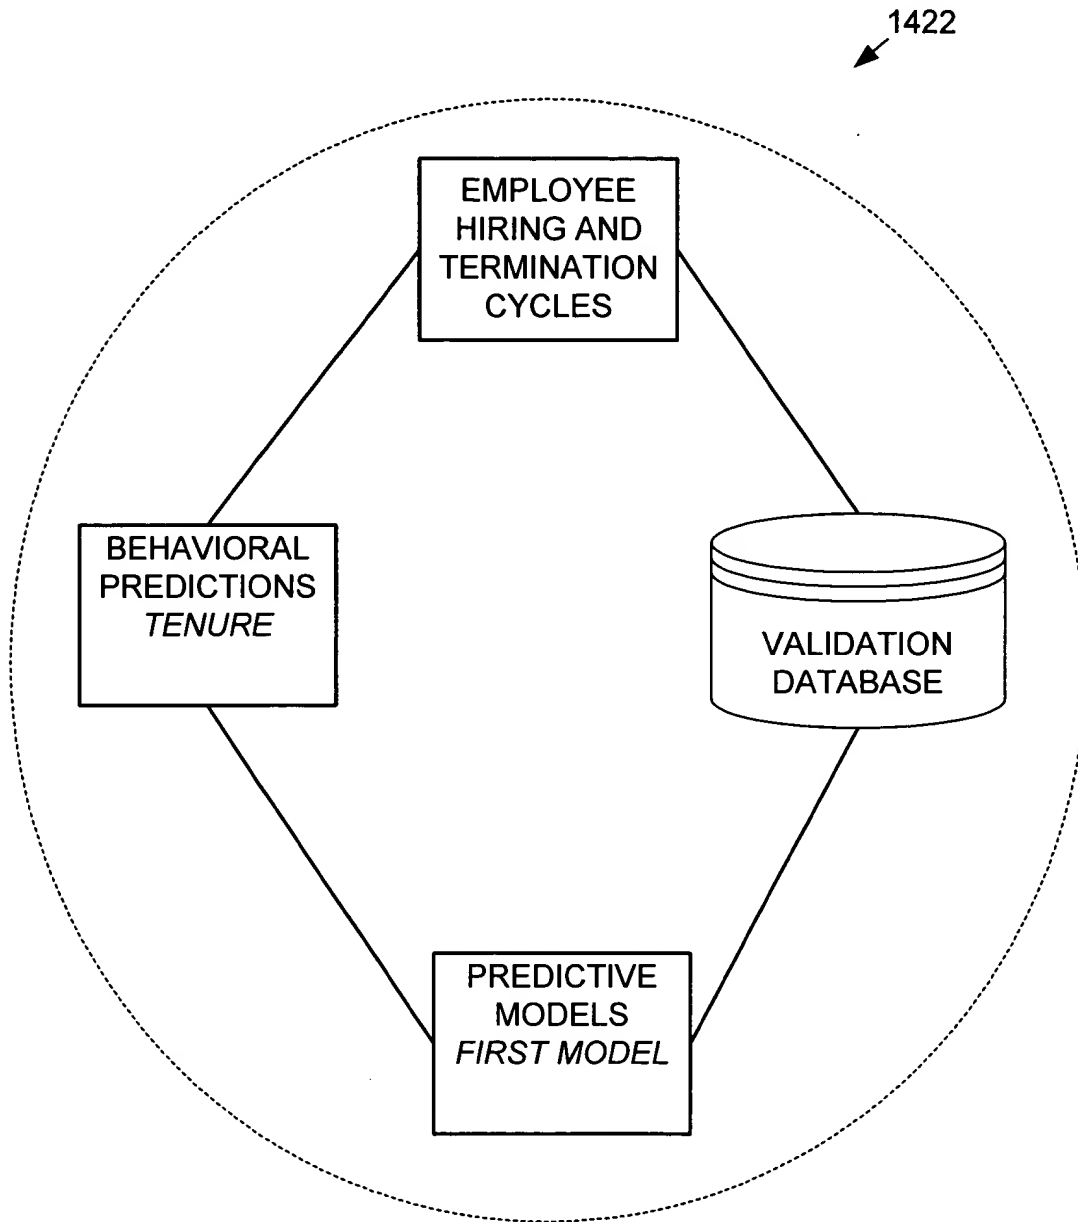 1422
EMPLOYEE
HIRING AND
TERMINATION
CYCLES
BEHAVIORAL
PREDICTIONS
TENURE
VALIDATION
DATABASE
PREDICTIVE
MODELS
FIRST MODEL